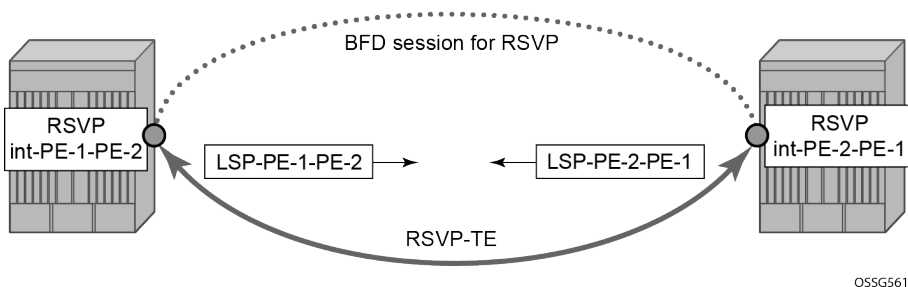 BFD session for RSVP
RSVP
int-PE-1-PE-2
RSVP
int-PE-2-PE-1
LSP-PE-1-PE-2
LSP-PE-2-PE-1
RSVP-TE
OSSG561